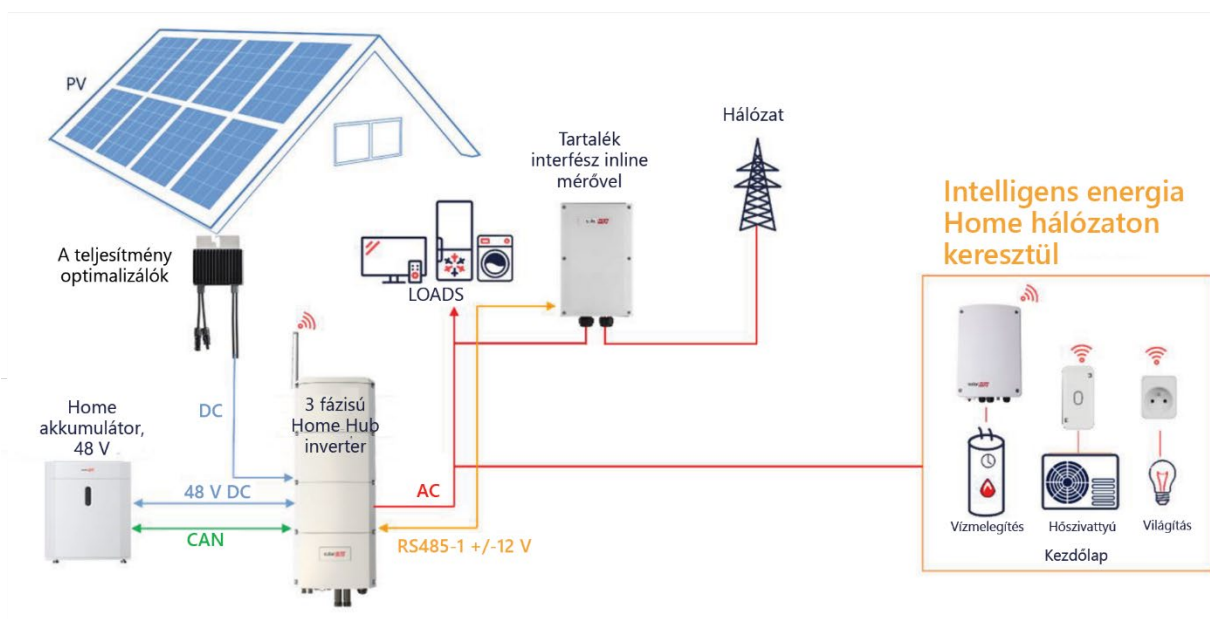 PV
A teljesítmény
optimalizálók
Hálózat
Tartalék
interfész inline
mérővel
LOADS
Intelligens energia
Home hálózaton
keresztül
Home
akkumulátor,
48 V
DC
3 fázisú
Home Hub
inverter
48 V DC
CAN
AC
RS485-1 +/-12 V
Vízmelegítés
Hőszivattyú
Világítás
Kezdőlap